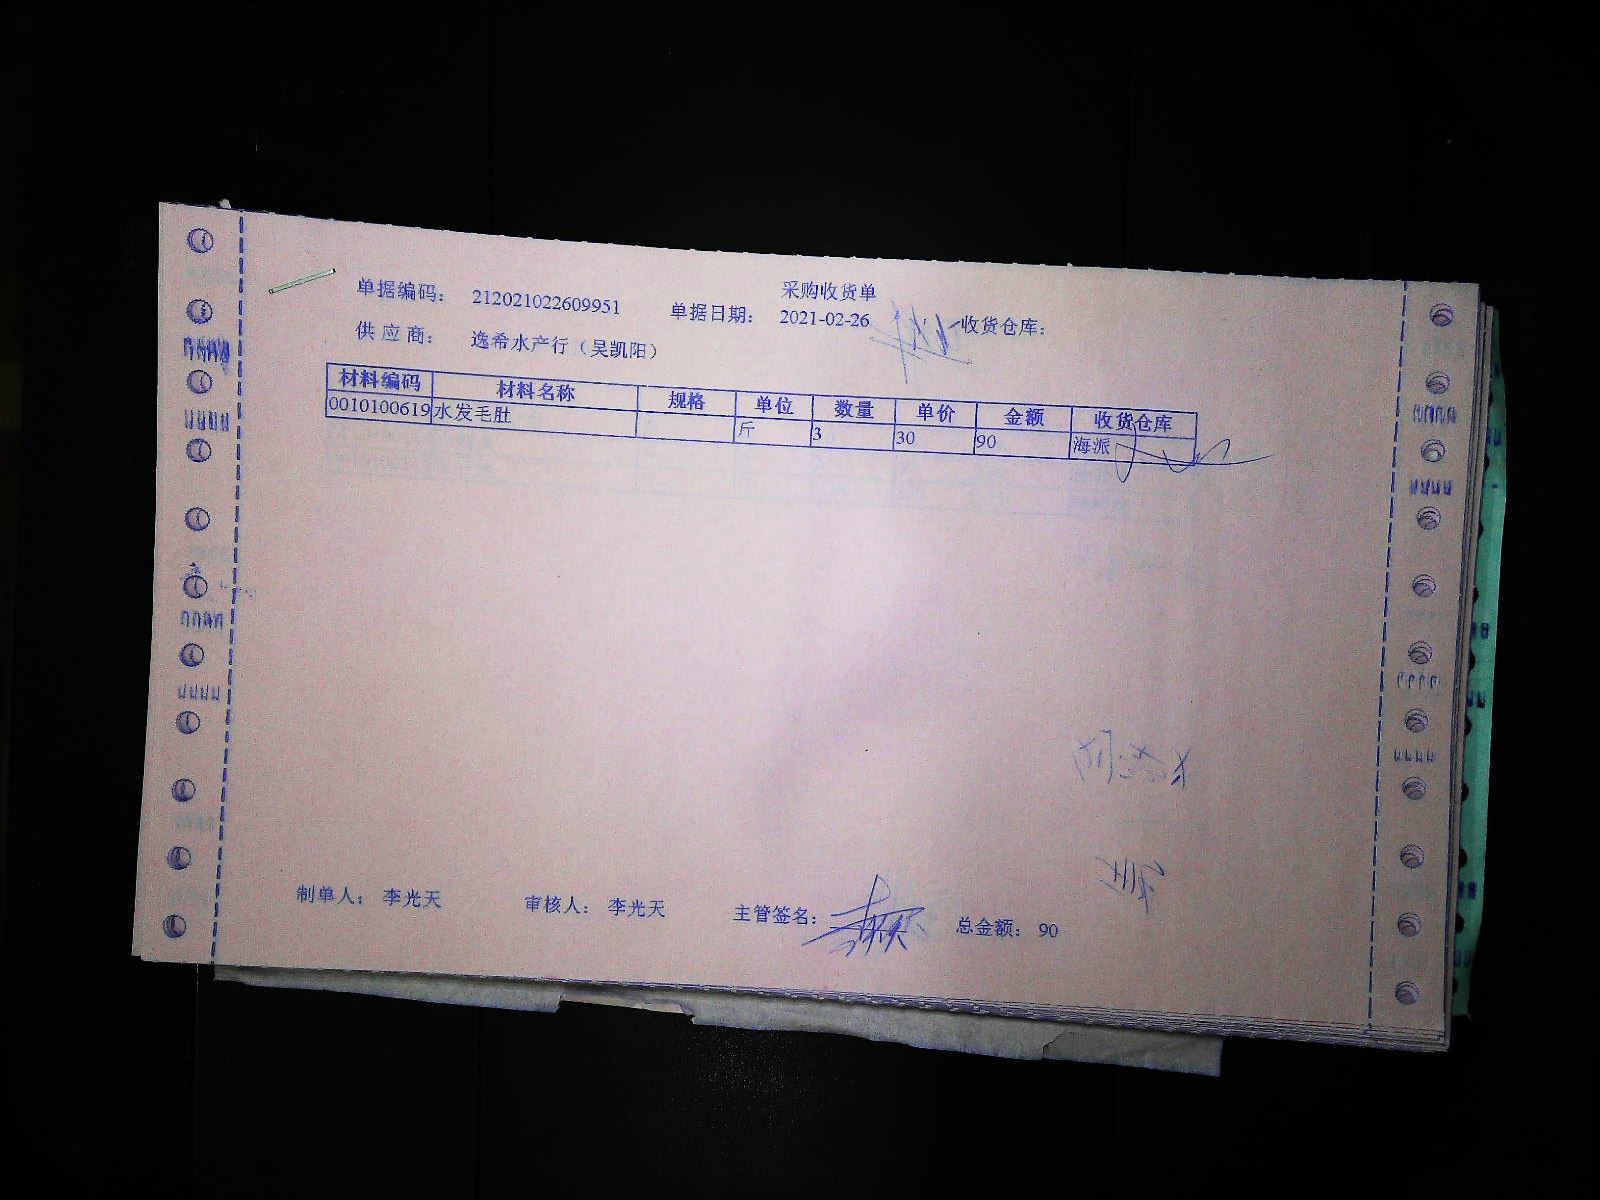 采购收货单
单据编码： 212021022609951 单据日期： 2021-02-26 收货仓库：
供应商： 逸希水产行（吴凯阳）
材料编码 材料名称 规格 单位 数量 单价 金额 收货仓库
0010100619 水发毛肚 斤 3 30 90 海派
制单人： 李光天 审核人： 李光天 主管签名： 总金额： 90